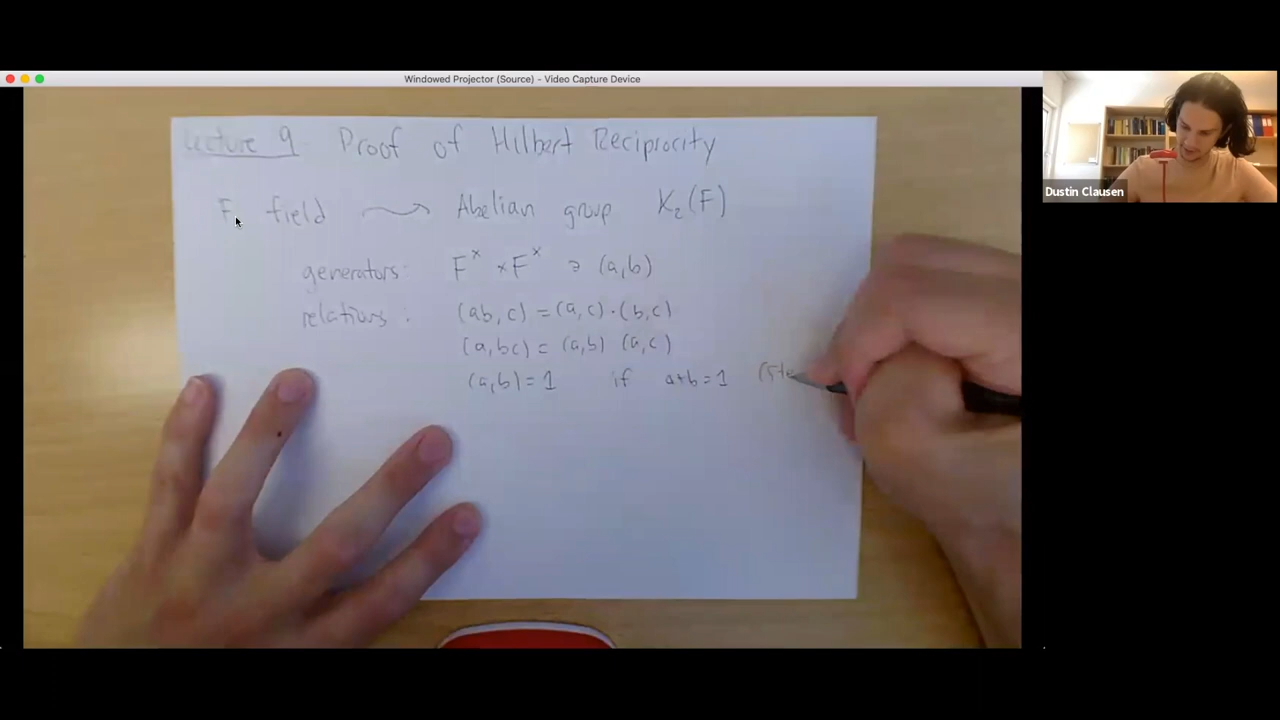 Windowed Projector (Source) - Video Capture Device
Lecture 9 Proof of Hilbert Reciprocity
F field ⟿ Abelian group K₂(F)
generators: F^× × F^× ∋ (a,b)
relations: (ab,c) = (a,c)·(b,c)
(a,bc) = (a,b) (a,c)
(a,b) = 1 if a+b=1 (Ste
Dustin Clausen